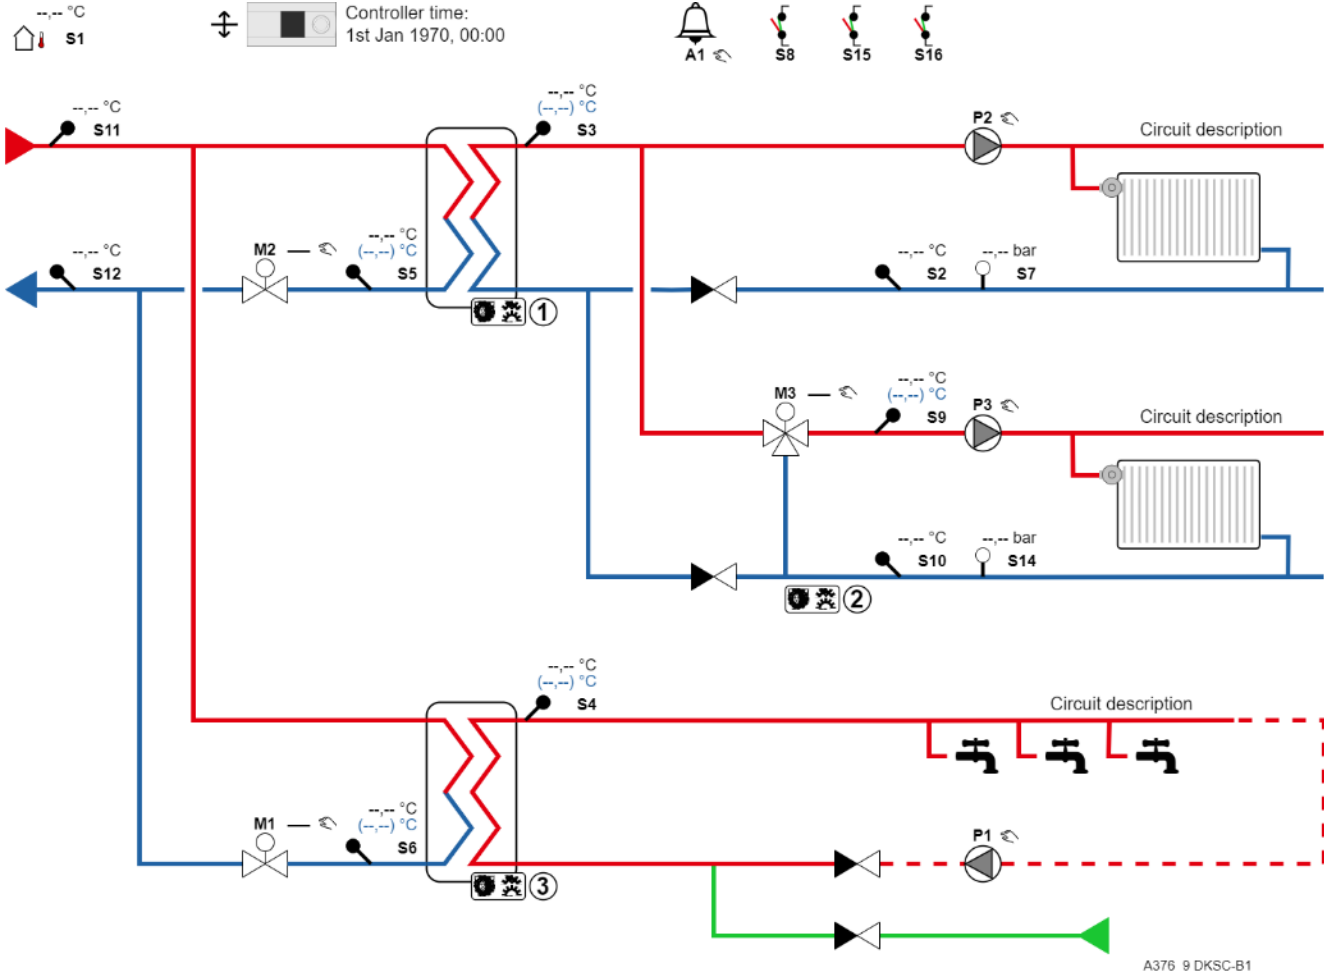 --,-- °C
S1
Controller time:
1st Jan 1970, 00:00
A1
S8
S15
S16
--,-- °C
S11
--,-- °C
(--,--) °C
S3
P2
Circuit description
--,-- °C
S12
M2
--,-- °C
(--,--) °C
S5
--,-- °C
S2
--,-- bar
S7
1
M3
--,-- °C
(--,--) °C
S9
P3
Circuit description
--,-- °C
S10
--,-- bar
S14
2
--,-- °C
(--,--) °C
S4
Circuit description
M1
--,-- °C
(--,--) °C
S6
P1
3
A376_9 DKSC-B1